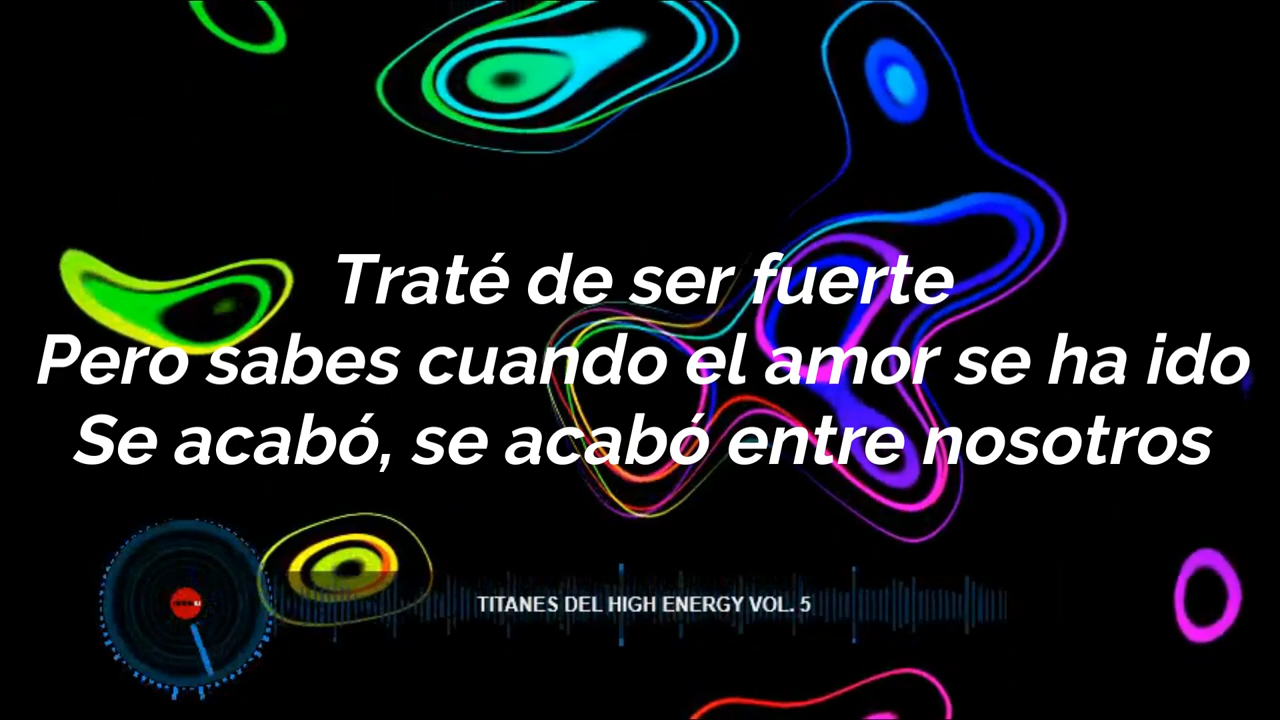 Traté de ser fuerte
Pero sabes cuando el amor se ha ido
Se acabó, se acabó entre nosotros
TITANES DEL HIGH ENERGY VOL. 5